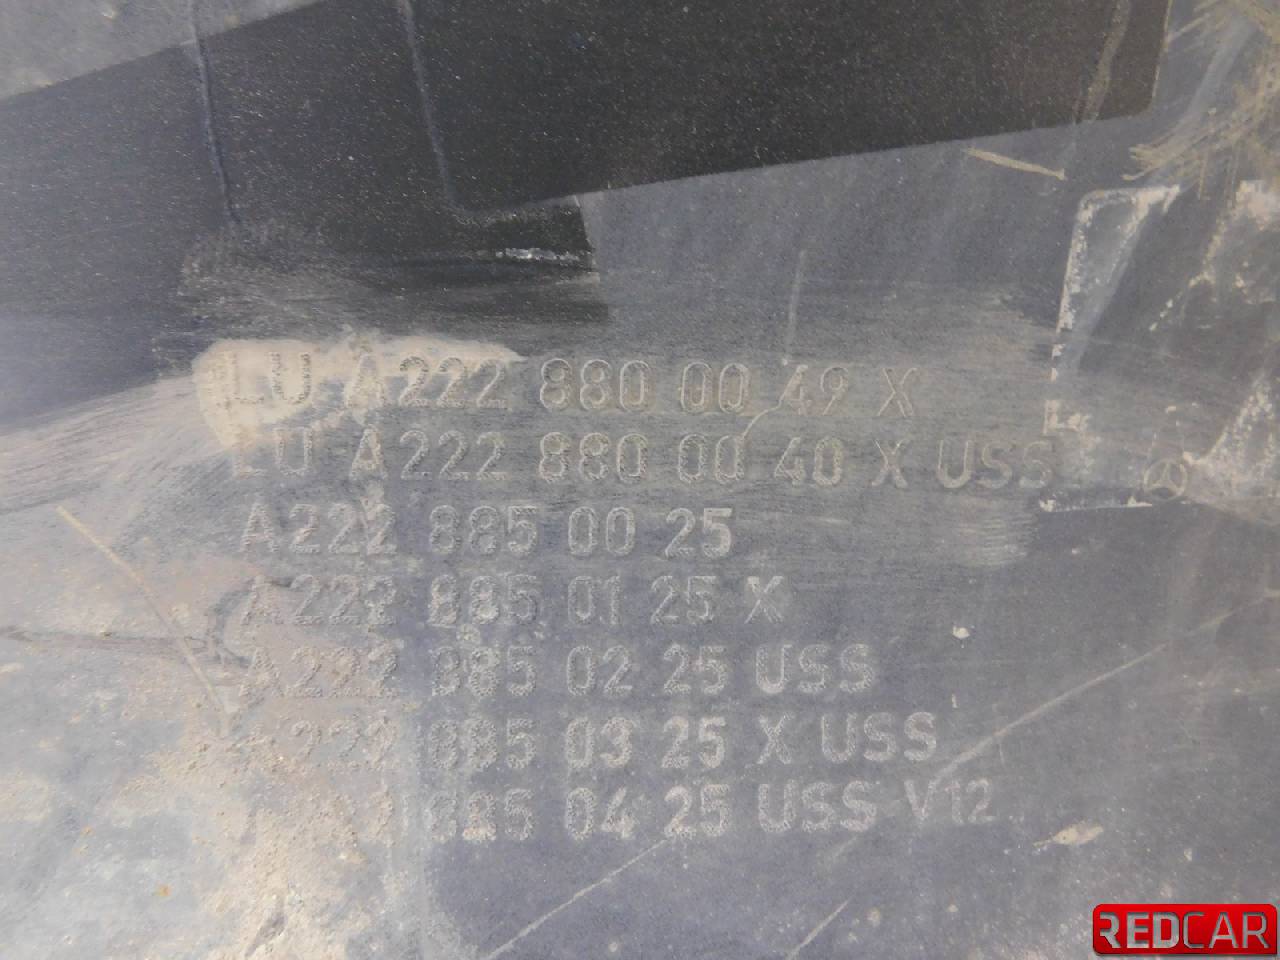 LU A222 880 00 49 X
LU A222 880 00 40 X USS
A222 885 00 25
A222 885 01 25 X
A222 885 02 25 USS
A222 885 03 25 X USS
885 04 25 USS V12
REDCAR